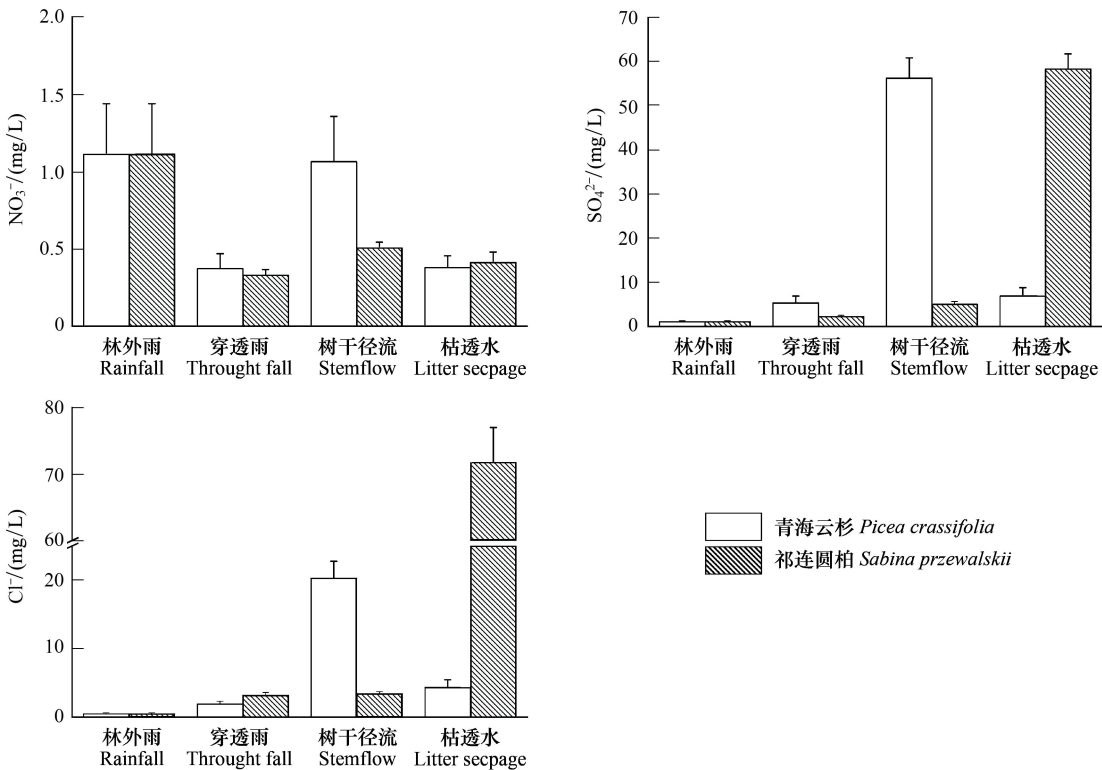 2.0
1.5
1.0
0.5
0
NO₃⁻/(mg/L)
林外雨 穿透雨 树干径流 枯透水
Rainfall Throught fall Stemflow Litter secpage
70
60
50
40
30
20
10
0
SO₄²⁻/(mg/L)
林外雨 穿透雨 树干径流 枯透水
Rainfall Throught fall Stemflow Litter secpage
80
70
60
20
10
0
Cl⁻/(mg/L)
林外雨 穿透雨 树干径流 枯透水
Rainfall Throught fall Stemflow Litter secpage
青海云杉 Picea crassifolia
祁连圆柏 Sabina przewalskii